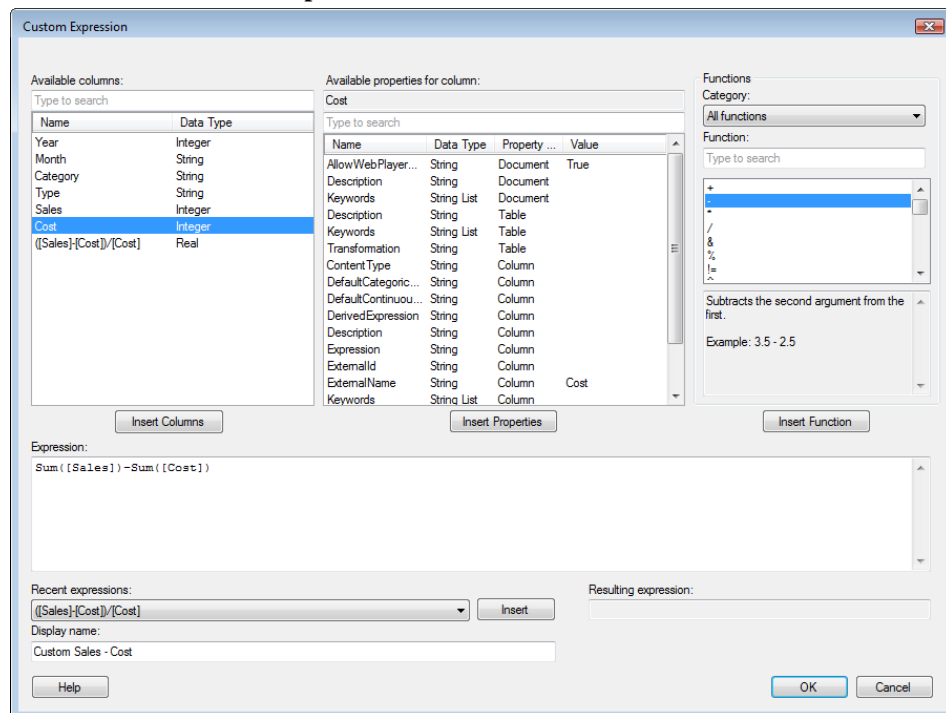 Custom Expression
Available columns:
Type to search
Name Data Type
Year Integer
Month String
Category String
Type String
Sales Integer
Cost Integer
([Sales]-[Cost])/[Cost] Real
Insert Columns
Available properties for column:
Cost
Type to search
Name Data Type Property ... Value
AllowWebPlayer... String Document True
Description String Document
Keywords String List Document
Description String Table
Keywords String List Table
Transformation String Table
ContentType String Column
DefaultCategoric... String Column
DefaultContinuou... String Column
DerivedExpression String Column
Description String Column
Expression String Column
ExternalId String Column
ExternalName String Column Cost
Keywords String List Column
Insert Properties
Functions
Category:
All functions
Function:
Type to search
+
-
*
/
&
%
!=
^
Subtracts the second argument from the
first.
Example: 3.5 - 2.5
Insert Function
Expression:
Sum([Sales])-Sum([Cost])
Recent expressions:
([Sales]-[Cost])/[Cost]
Insert
Resulting expression:
Display name:
Custom Sales - Cost
Help
OK
Cancel